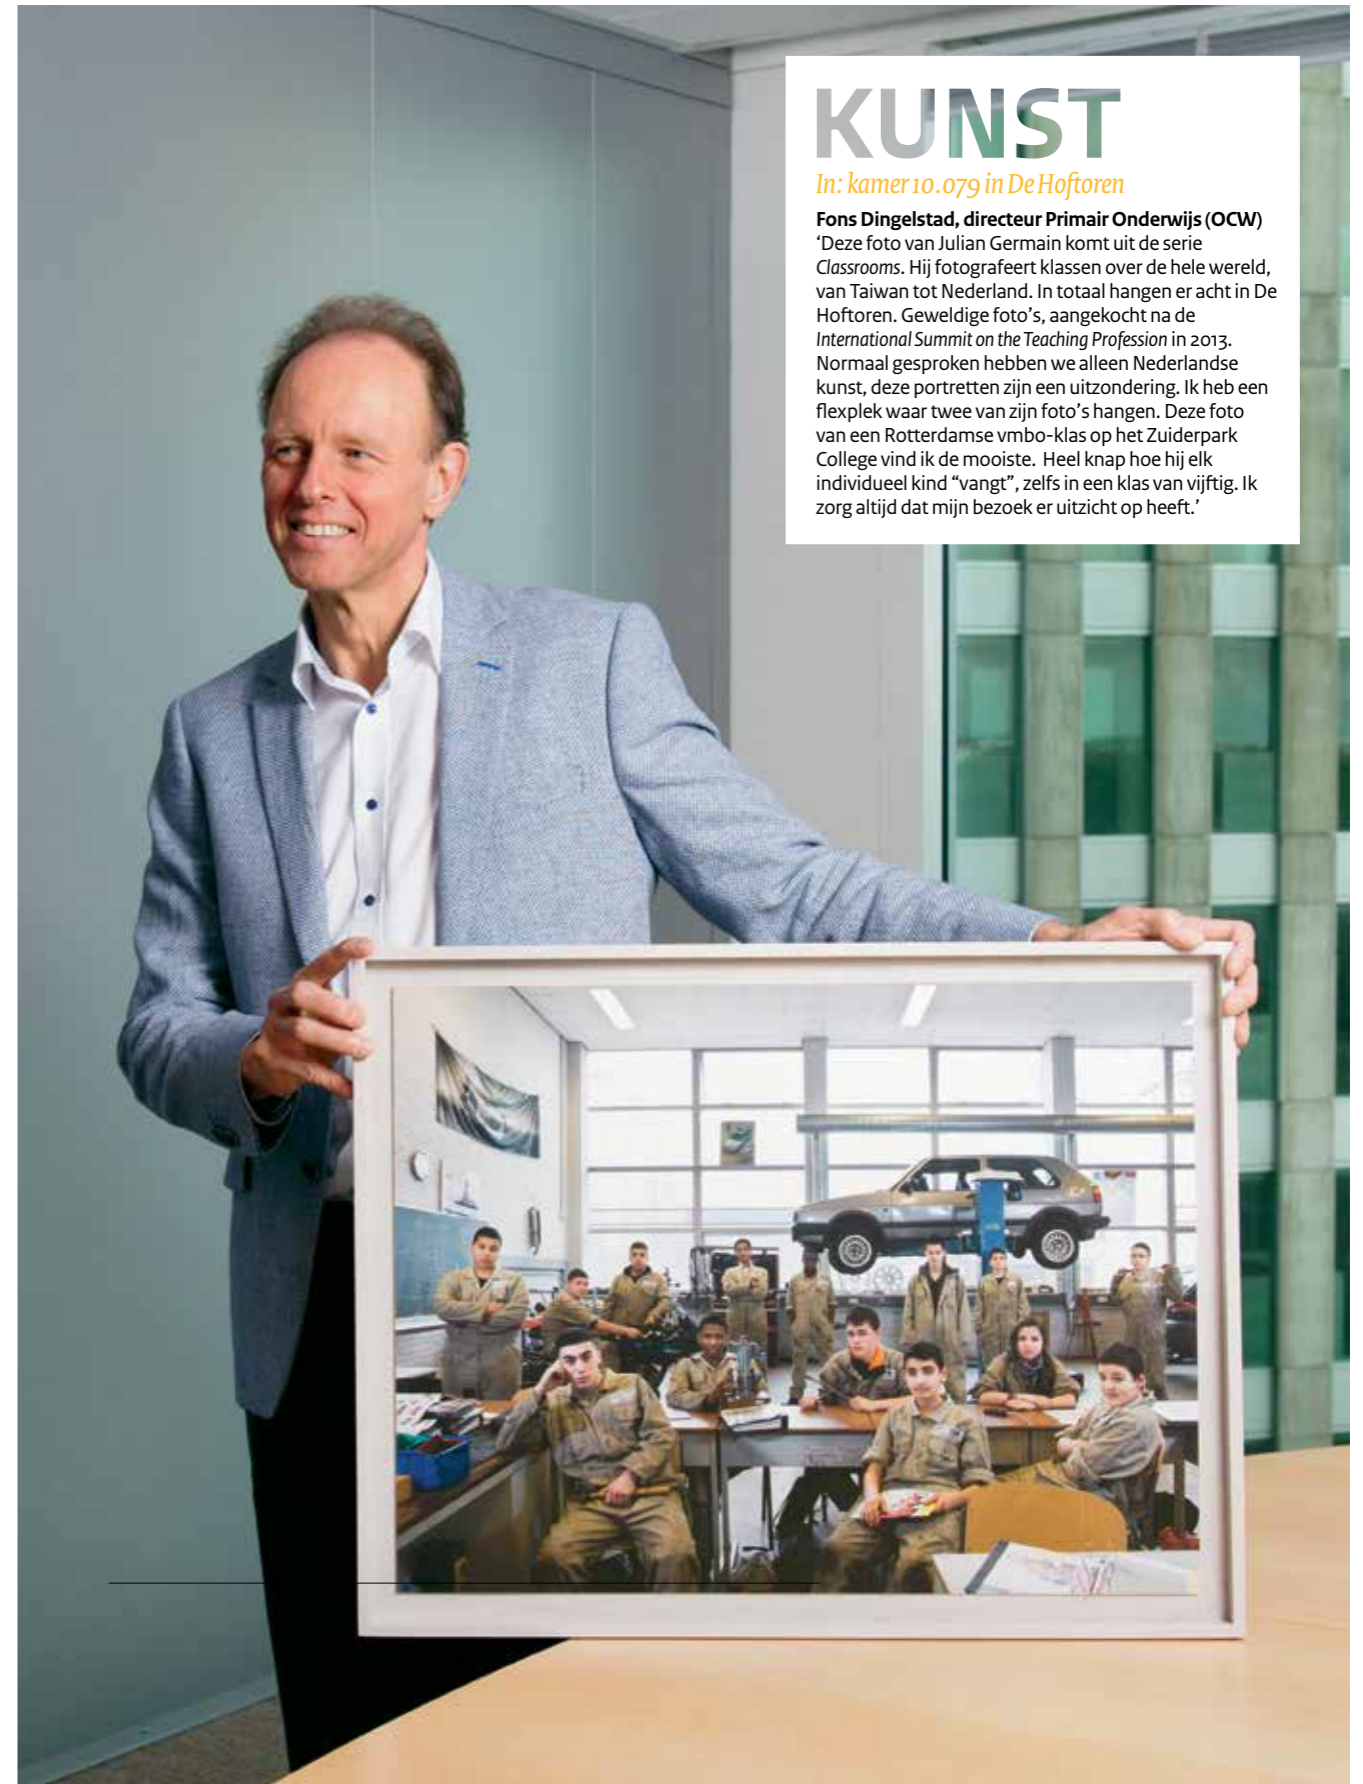 KUNST
In: kamer 10.079 in De Hoftoren
Fons Dingelstad, directeur Primair Onderwijs (OCW)
‘Deze foto van Julian Germain komt uit de serie
Classrooms. Hij fotografeert klassen over de hele wereld,
van Taiwan tot Nederland. In totaal hangen er acht in De
Hoftoren. Geweldige foto’s, aangekocht na de
International Summit on the Teaching Profession in 2013.
Normaal gesproken hebben we alleen Nederlandse
kunst, deze portretten zijn een uitzondering. Ik heb een
flexplek waar twee van zijn foto’s hangen. Deze foto
van een Rotterdamse vmbo-klas op het Zuiderpark
College vind ik de mooiste. Heel knap hoe hij elk
individueel kind “vangt”, zelfs in een klas van vijftig. Ik
zorg altijd dat mijn bezoek er uitzicht op heeft.’